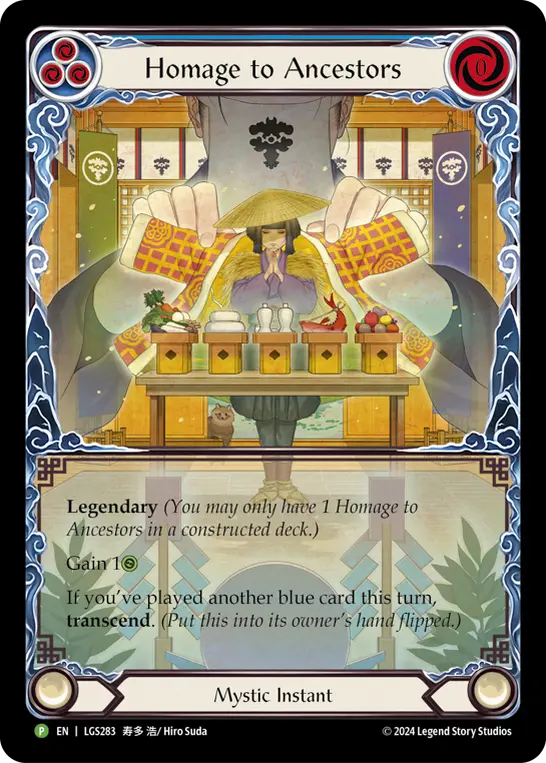 Homage to Ancestors
0
Legendary (You may only have 1 Homage to
Ancestors in a constructed deck.)
Gain 1
If you've played another blue card this turn,
transcend. (Put this into its owner's hand flipped.)
Mystic Instant
P EN | LGS283 寿多 浩/ Hiro Suda
© 2024 Legend Story Studios